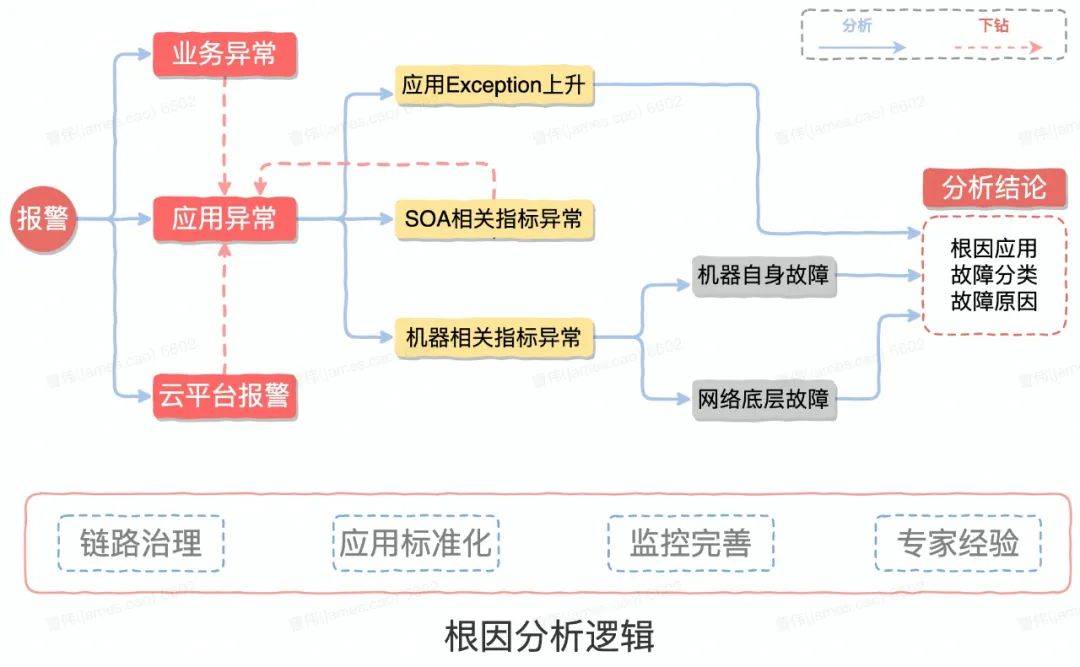 分析
下钻
业务异常
应用Exception上升
报警
应用异常
SOA相关指标异常
分析结论
根因应用
故障分类
故障原因
机器自身故障
机器相关指标异常
云平台报警
网络底层故障
链路治理
应用标准化
监控完善
专家经验
根因分析逻辑
曹伟(james.cao) 6602